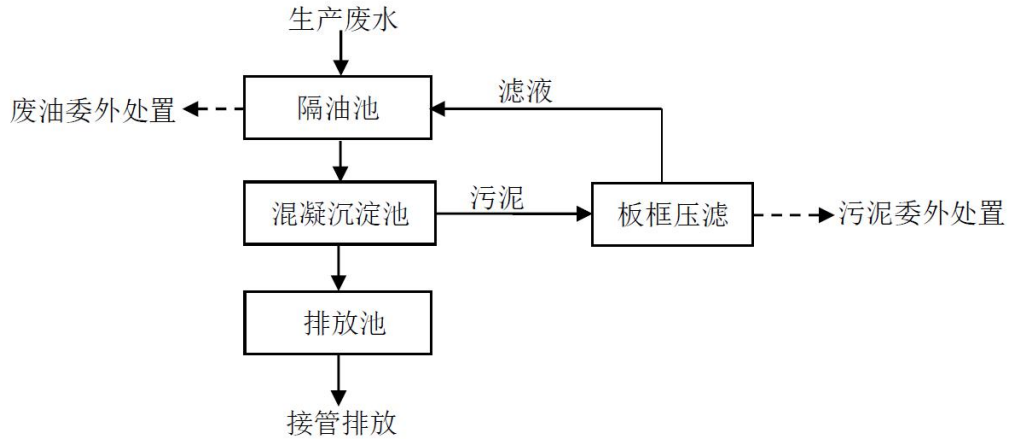 生产废水
隔油池
滤液
废油委外处置
混凝沉淀池
污泥
板框压滤
污泥委外处置
排放池
接管排放